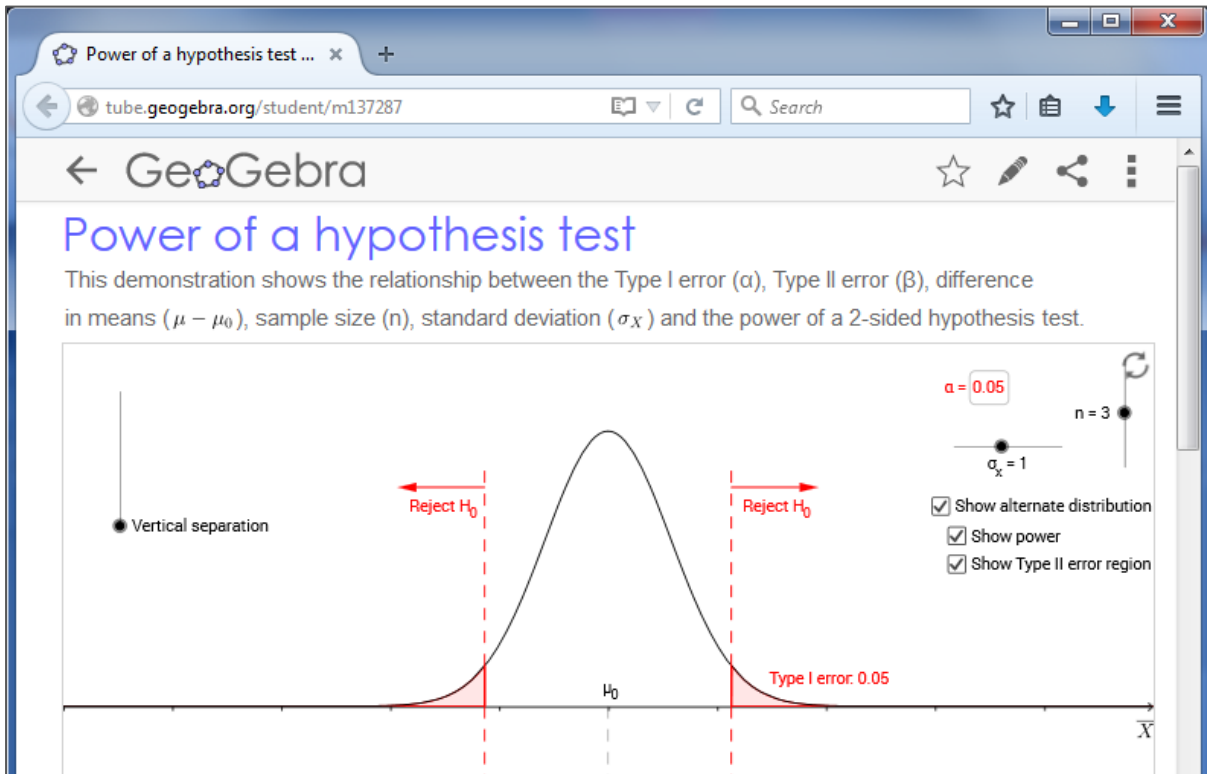 Power of a hypothesis test ...
tube.geogebra.org/student/m137287
Search
GeoGebra
Power of a hypothesis test
This demonstration shows the relationship between the Type I error (α), Type II error (β), difference
in means (μ − μ₀), sample size (n), standard deviation (σ_X) and the power of a 2-sided hypothesis test.
α = 0.05
n = 3
σₓ = 1
Reject H₀
Reject H₀
Show alternate distribution
Vertical separation
Show power
Show Type II error region
Type I error: 0.05
μ₀
X̅